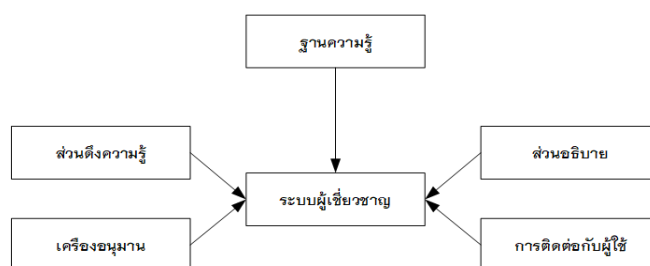 ฐานความรู้
ส่วนดึงความรู้
ส่วนอธิบาย
ระบบผู้เชี่ยวชาญ
เครื่องอนุมาน
การติดต่อกับผู้ใช้